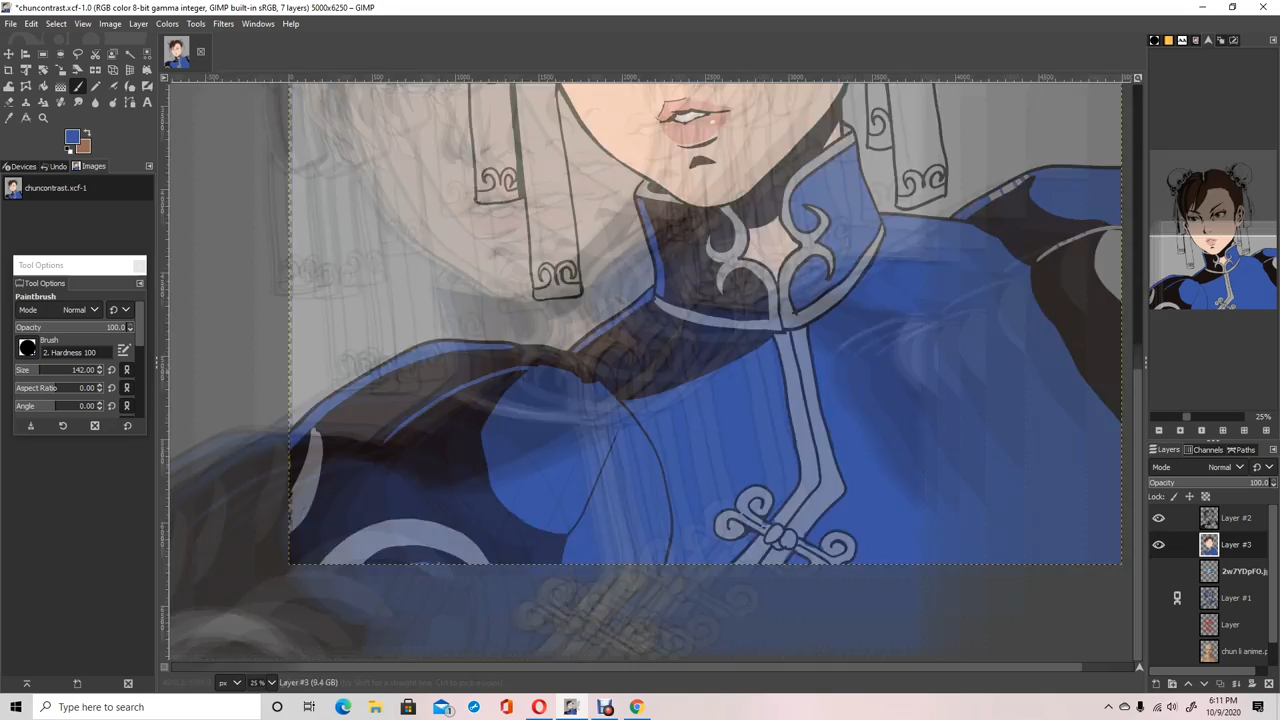 *chuncontrast.xcf-1.0 (RGB color 8-bit gamma integer, GIMP built-in sRGB, 7 layers) 5000x6250 – GIMP
File Edit Select View Image Layer Colors Tools Filters Windows Help
Devices Undo Images
chuncontrast.xcf-1
Tool Options
Tool Options
Paintbrush
Mode Normal
Opacity 100.0
Brush
2. Hardness 100
Size 142.00
Aspect Ratio 0.00
Angle 0.00
25%
Layers Channels Paths
Mode Normal
Opacity 100.0
Lock:
Layer #2
Layer #3
2w7YDpFO.j
Layer #1
Layer
chun li anime.p
px 25 % Layer #3 (9.4 GB)
Type here to search
6:11 PM
10/9/2020